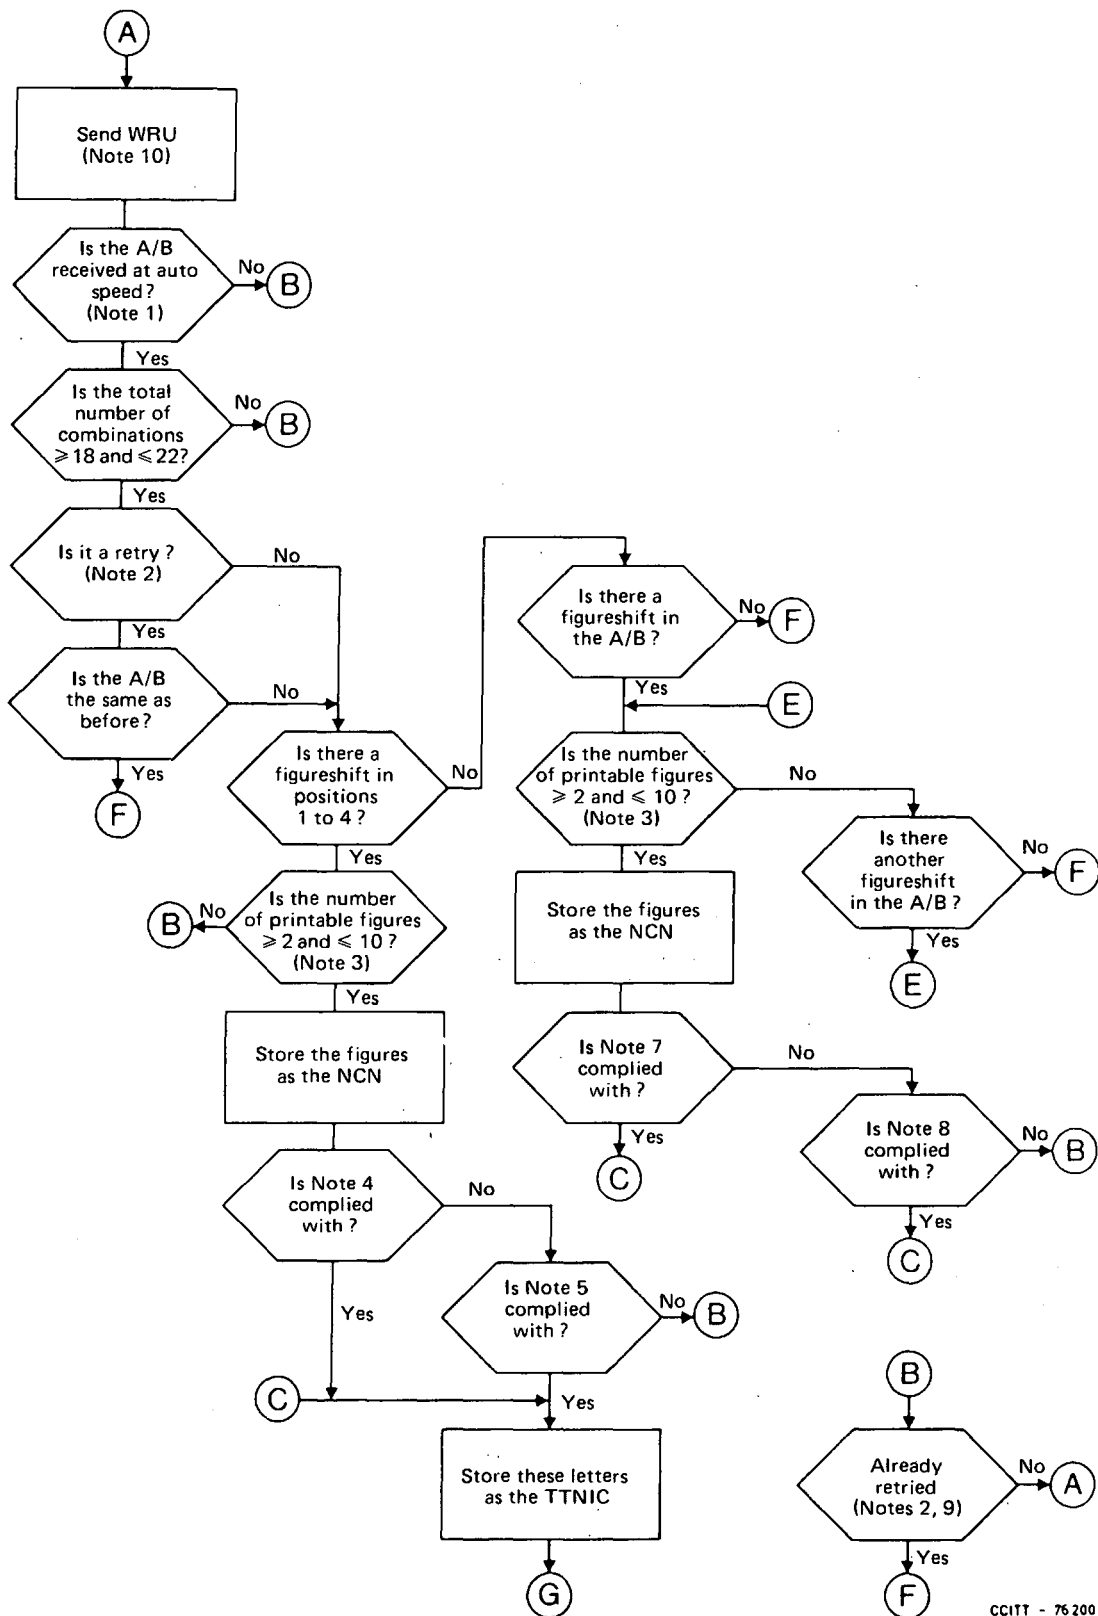 A
Send WRU
(Note 10)
Is the A/B
received at auto
speed?
(Note 1)
No
B
Yes
Is the total
number of
combinations
≥ 18 and ≤ 22?
No
B
Yes
Is it a retry?
(Note 2)
No
Yes
Is the A/B
the same as
before?
No
Yes
F
Is there a
figureshift in
positions
1 to 4?
No
Yes
Is the number
of printable figures
≥ 2 and ≤ 10?
(Note 3)
No
B
Yes
Store the figures
as the NCN
Is Note 4
complied
with?
No
Yes
Is Note 5
complied
with?
No
B
Yes
C
Store these letters
as the TTNIC
G
Is there a
figureshift in
the A/B?
No
F
Yes
E
Is the number
of printable figures
≥ 2 and ≤ 10?
(Note 3)
No
Yes
Is there
another
figureshift
in the A/B?
No
F
Yes
E
Store the figures
as the NCN
Is Note 7
complied
with?
No
Yes
C
Is Note 8
complied
with?
No
B
Yes
C
B
Already
retried
(Notes 2, 9)
No
A
Yes
F
CCITT - 76 200